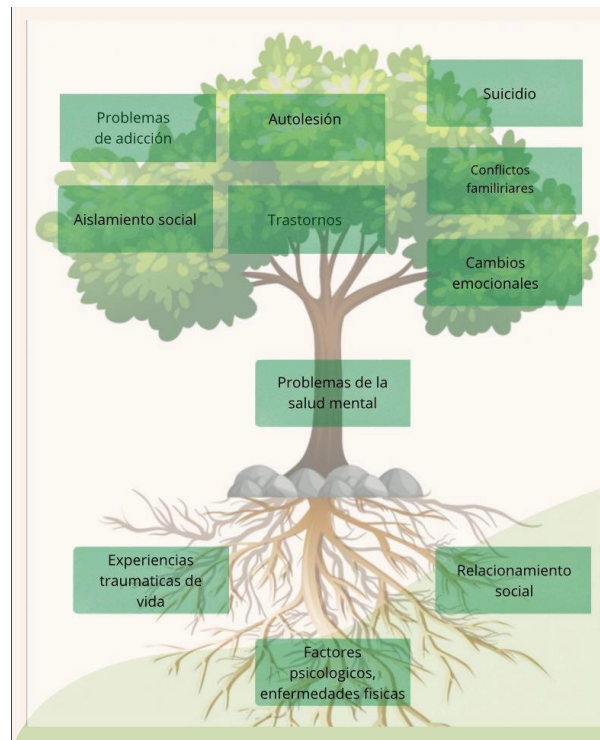 Problemas
de adicción
Autolesión
Suicidio
Conflictos
familiriares
Aislamiento social
Trastornos
Cambios
emocionales
Problemas de la
salud mental
Experiencias
traumaticas de
vida
Relacionamiento
social
Factores
psicologicos,
enfermedades fisicas